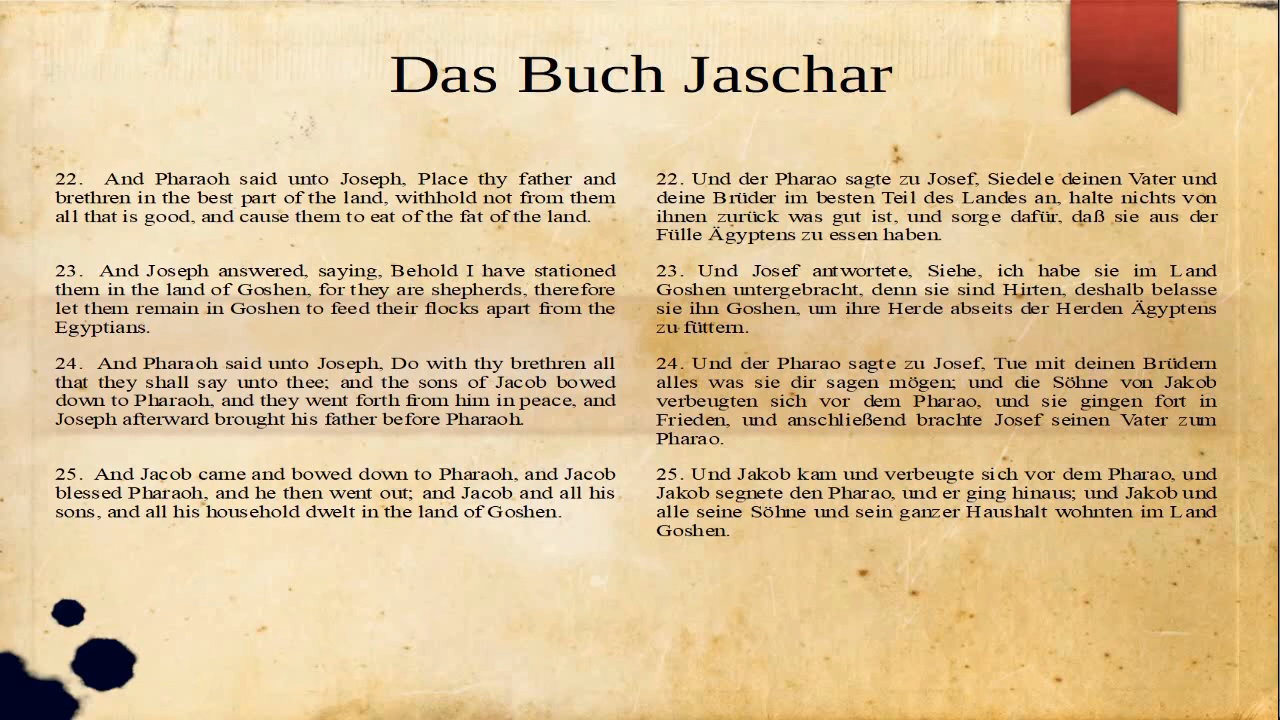 Das Buch Jaschar
22. And Pharaoh said unto Joseph, Place thy father and
brethren in the best part of the land, withhold not from them
all that is good, and cause them to eat of the fat of the land.
23. And Joseph answered, saying, Behold I have stationed
them in the land of Goshen, for they are shepherds, therefore
let them remain in Goshen to feed their flocks apart from the
Egyptians.
24. And Pharaoh said unto Joseph, Do with thy brethren all
that they shall say unto thee; and the sons of Jacob bowed
down to Pharaoh, and they went forth from him in peace, and
Joseph afterward brought his father before Pharaoh.
25. And Jacob came and bowed down to Pharaoh, and Jacob
blessed Pharaoh, and he then went out; and Jacob and all his
sons, and all his household dwelt in the land of Goshen.
22. Und der Pharao sagte zu Josef, Siedele deinen Vater und
deine Brüder im besten Teil des Landes an, halte nichts von
ihnen zurück was gut ist, und sorge dafür, daß sie aus der
Fülle Ägyptens zu essen haben.
23. Und Josef antwortete, Siehe, ich habe sie im Land
Goshen untergebracht, denn sie sind Hirten, deshalb belasse
sie ihn Goshen, um ihre Herde abseits der Herden Ägyptens
zu füttern.
24. Und der Pharao sagte zu Josef, Tue mit deinen Brüdern
alles was sie dir sagen mögen; und die Söhne von Jakob
verbeugten sich vor dem Pharao, und sie gingen fort in
Frieden, und anschließend brachte Josef seinen Vater zum
Pharao.
25. Und Jakob kam und verbeugte sich vor dem Pharao, und
Jakob segnete den Pharao, und er ging hinaus; und Jakob und
alle seine Söhne und sein ganzer Haushalt wohnten im Land
Goshen.